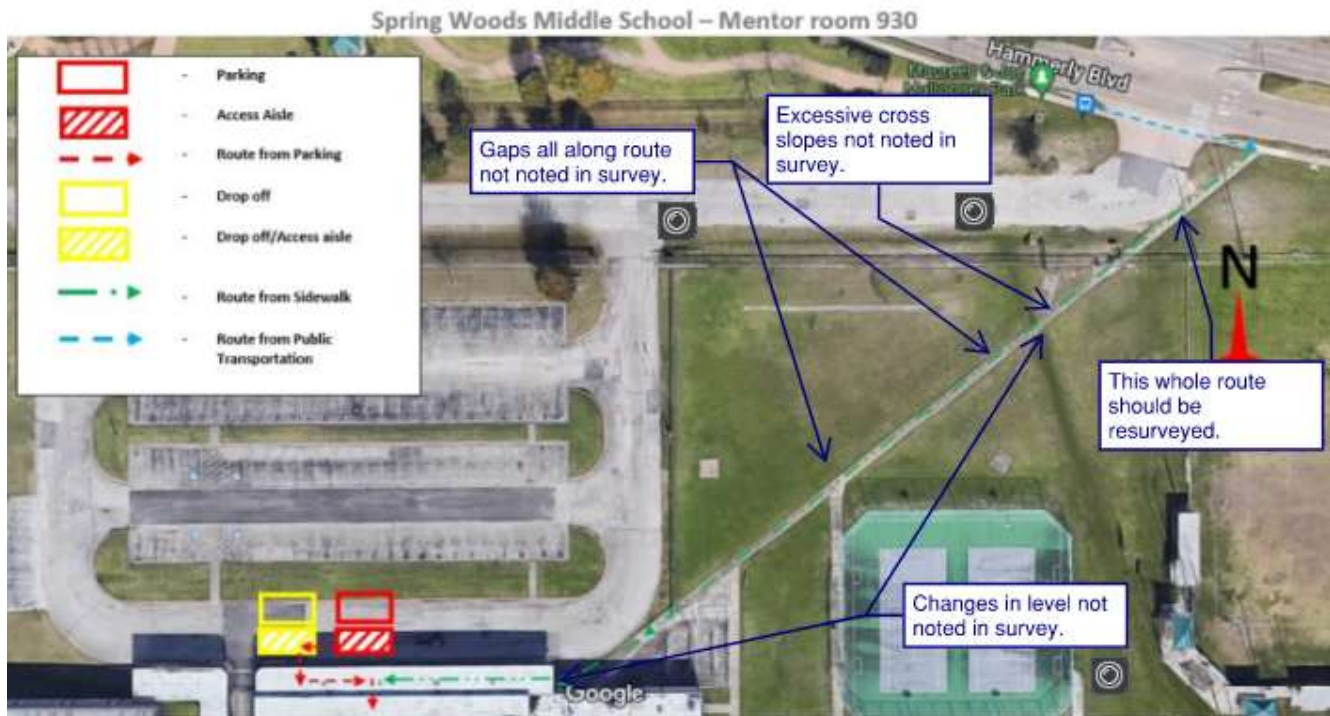 Spring Woods Middle School – Mentor room 930
- Parking
- Access Aisle
- Route from Parking
- Drop off
- Drop off/Access aisle
- Route from Sidewalk
- Route from Public
Transportation
Hammerly Blvd
Gaps all along route
not noted in survey.
Excessive cross
slopes not noted in
survey.
N
This whole route
should be
resurveyed.
Changes in level not
noted in survey.
Google